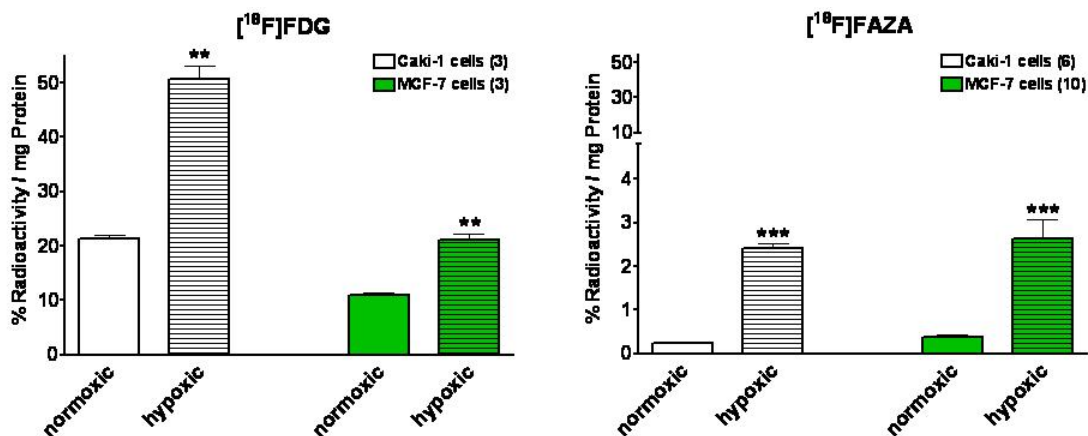 [¹⁸F]FDG
% Radioactivity / mg Protein
50
40
30
20
10
0
**
**
Caki-1 cells (3)
MCF-7 cells (3)
normoxic
hypoxic
normoxic
hypoxic
[¹⁸F]FAZA
% Radioactivity / mg Protein
50
30
10
4
3
2
1
0
***
***
Caki-1 cells (6)
MCF-7 cells (10)
normoxic
hypoxic
normoxic
hypoxic